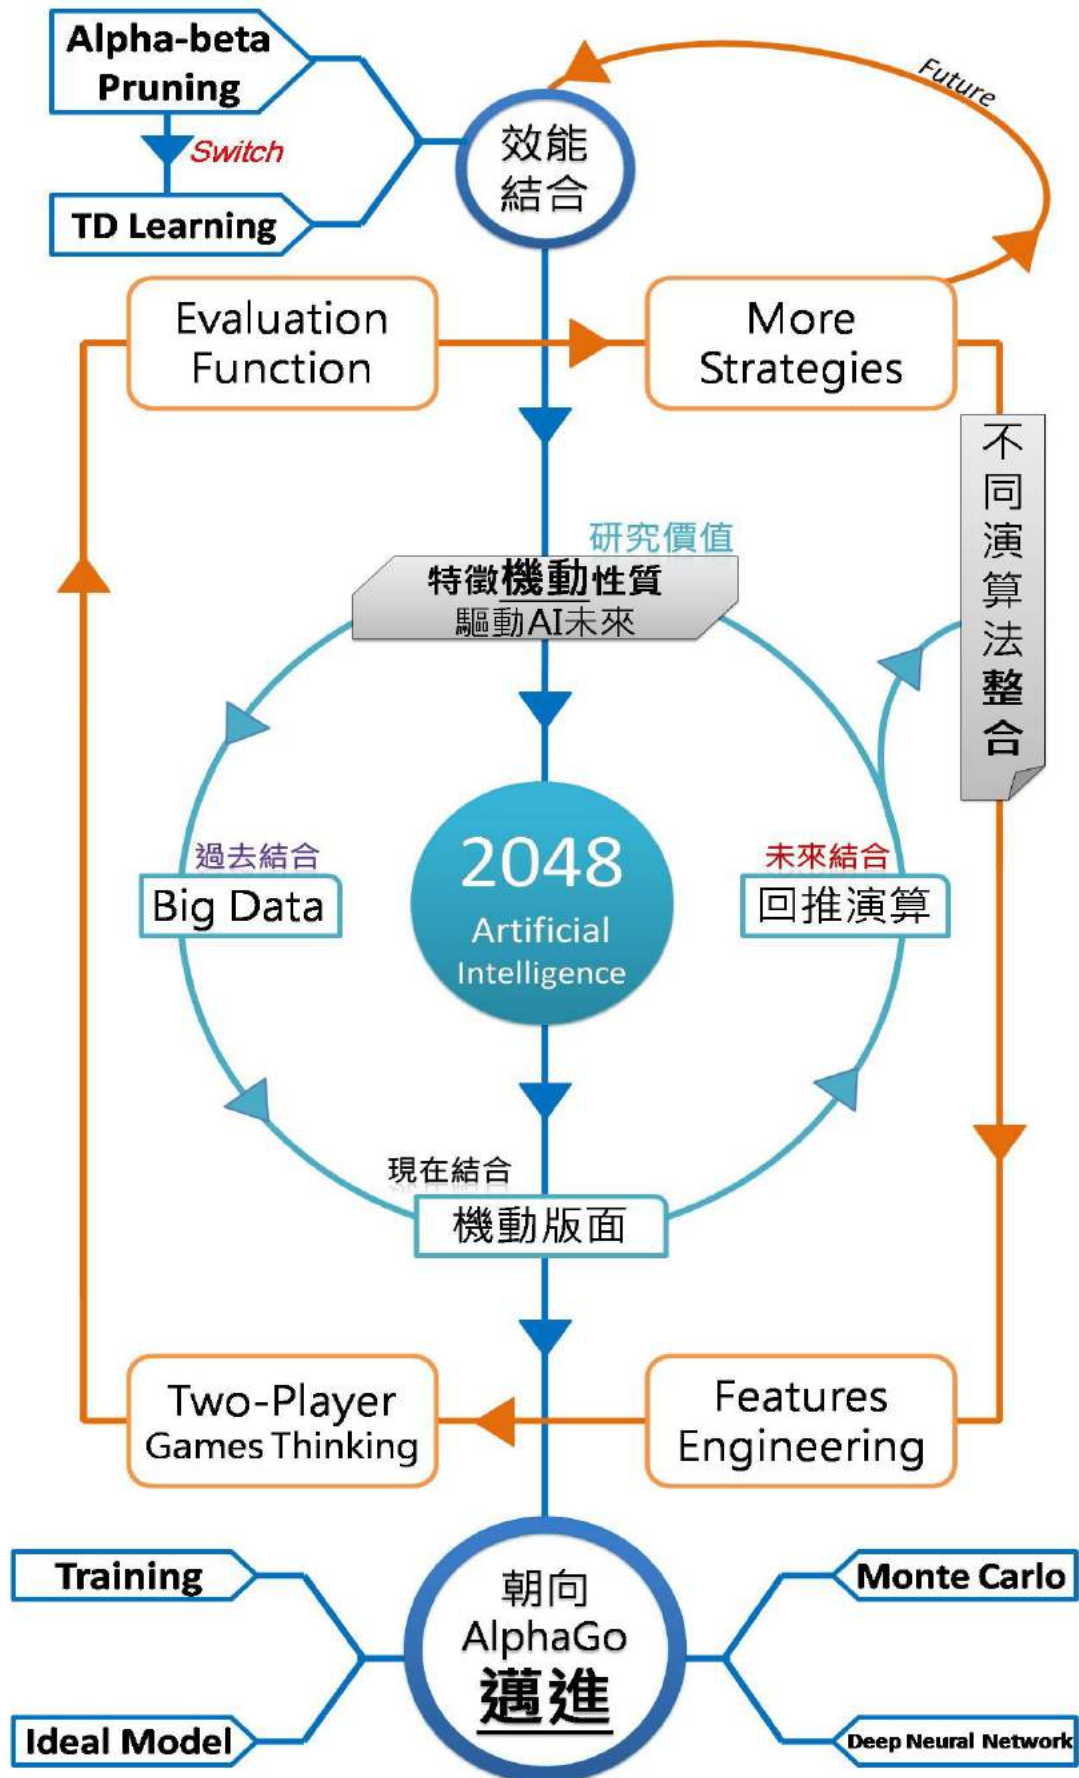 Alpha-beta
Pruning
Switch
TD Learning
效能
結合
Future
Evaluation
Function
More
Strategies
不同演算法整合
研究價值
特徵機動性質
驅動AI未來
過去結合
Big Data
2048
Artificial
Intelligence
未來結合
回推演算
現在結合
機動版面
Two-Player
Games Thinking
Features
Engineering
Training
Ideal Model
朝向
AlphaGo
邁進
Monte Carlo
Deep Neural Network